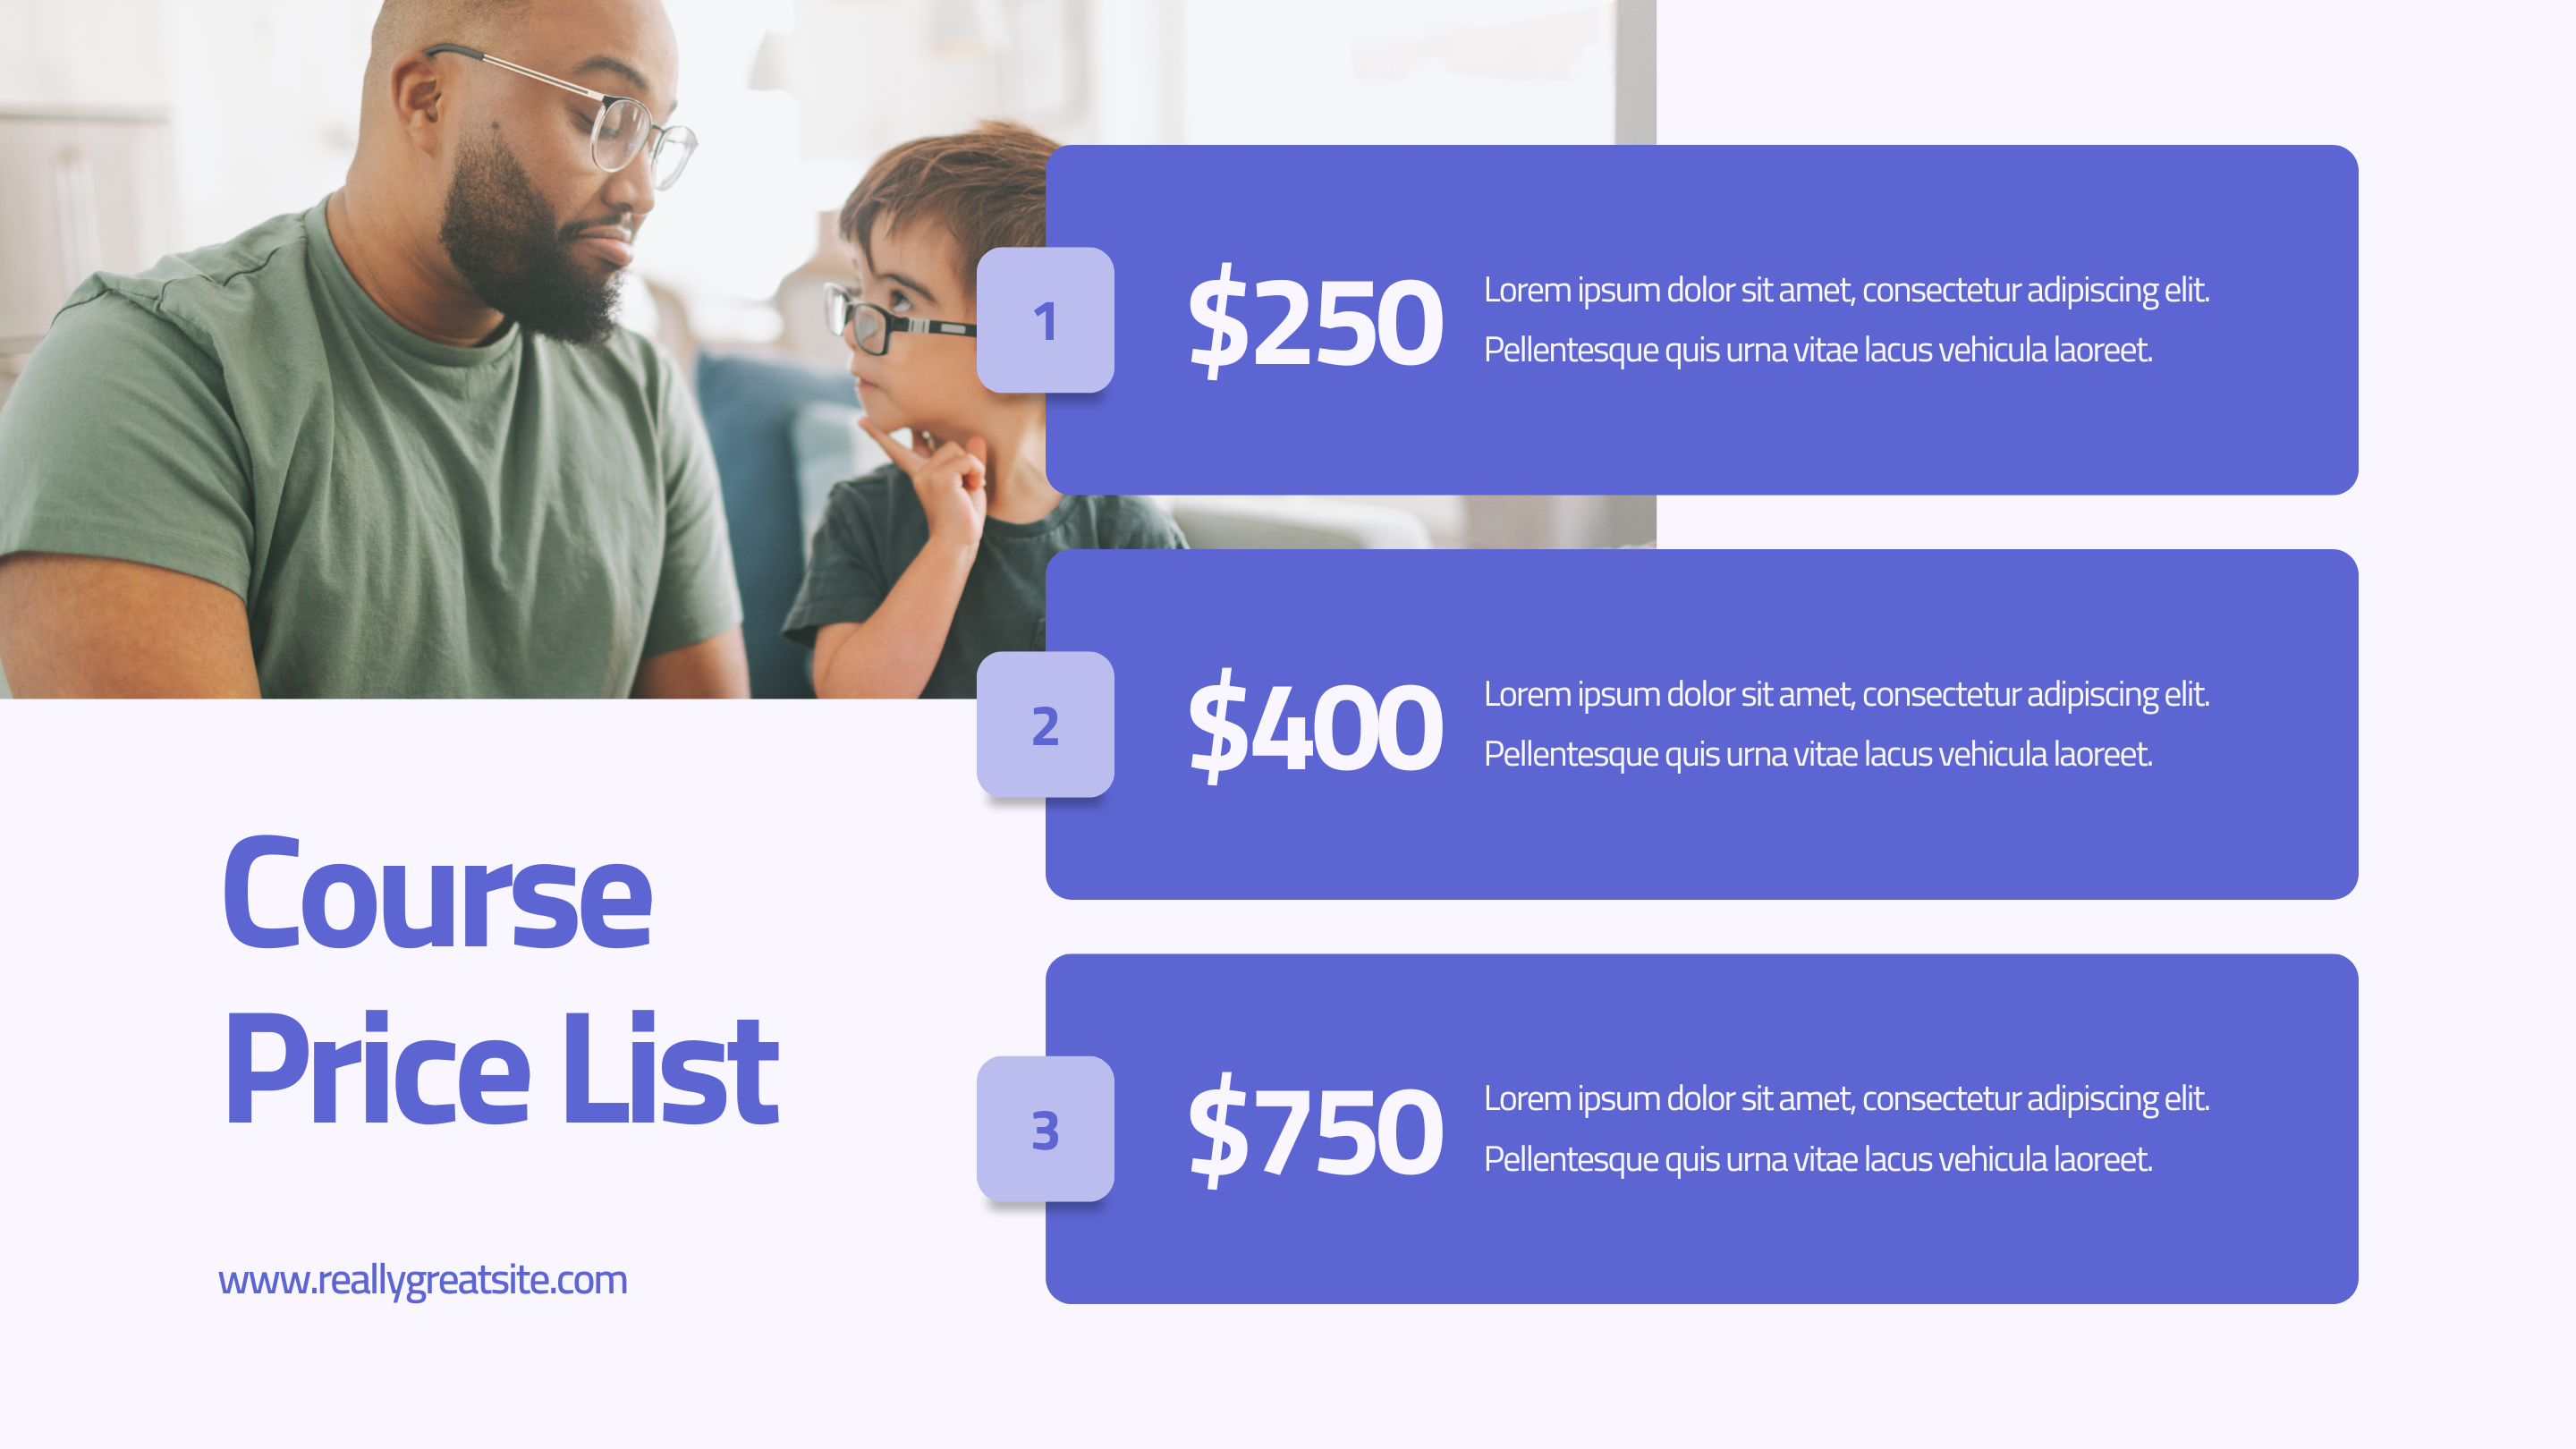 Course
Price List
www.reallygreatsite.com
1
$250
Lorem ipsum dolor sit amet, consectetur adipiscing elit.
Pellentesque quis urna vitae lacus vehicula laoreet.
2
$400
Lorem ipsum dolor sit amet, consectetur adipiscing elit.
Pellentesque quis urna vitae lacus vehicula laoreet.
3
$750
Lorem ipsum dolor sit amet, consectetur adipiscing elit.
Pellentesque quis urna vitae lacus vehicula laoreet.